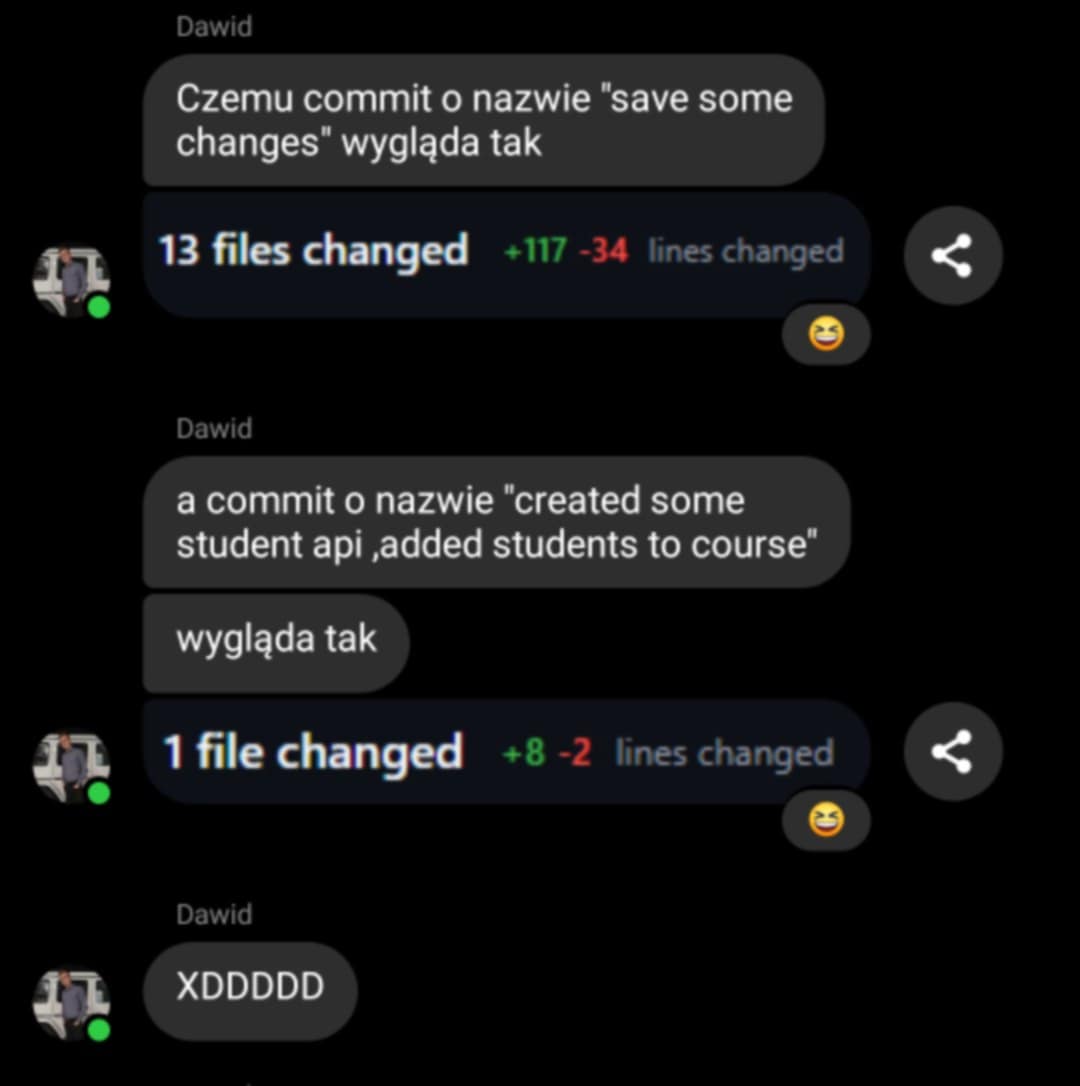 Dawid
Czemu commit o nazwie "save some
changes" wygląda tak
13 files changed +117 -34 lines changed
Dawid
a commit o nazwie "created some
student api ,added students to course"
wygląda tak
1 file changed +8 -2 lines changed
Dawid
XDDDDD